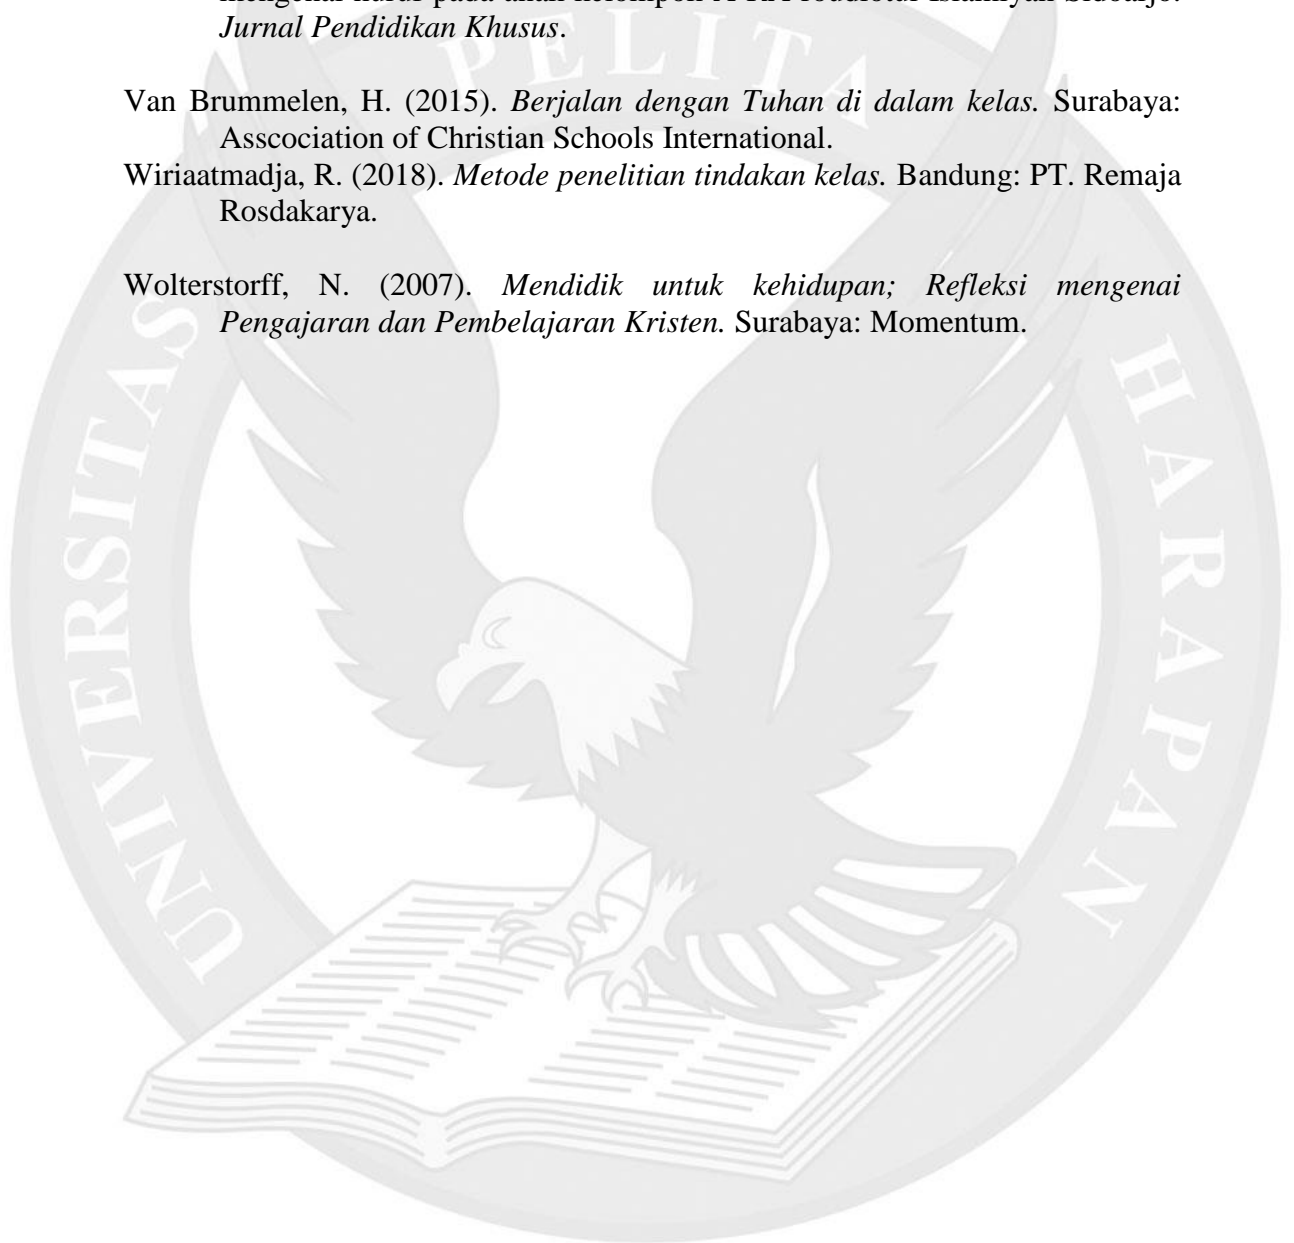 Jurnal Pendidikan Khusus.
Van Brummelen, H. (2015). Berjalan dengan Tuhan di dalam kelas. Surabaya:
Asscociation of Christian Schools International.
Wiriaatmadja, R. (2018). Metode penelitian tindakan kelas. Bandung: PT. Remaja
Rosdakarya.
Wolterstorff, N. (2007). Mendidik untuk kehidupan; Refleksi mengenai
Pengajaran dan Pembelajaran Kristen. Surabaya: Momentum.
UNIVERSITAS PELITA HARAPAN